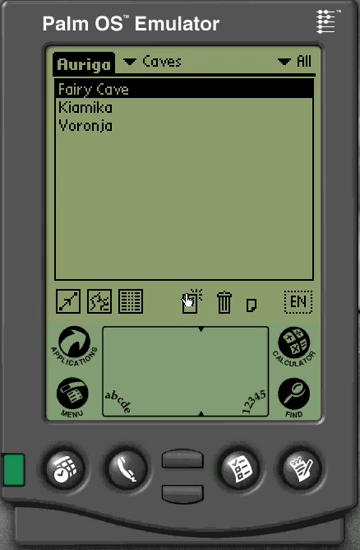 Palm OS™ Emulator
Auriga
Caves
All
Fairy Cave
Kiamika
Voronja
EN
APPLICATIONS
CALCULATOR
MENU
abcde
12345
FIND